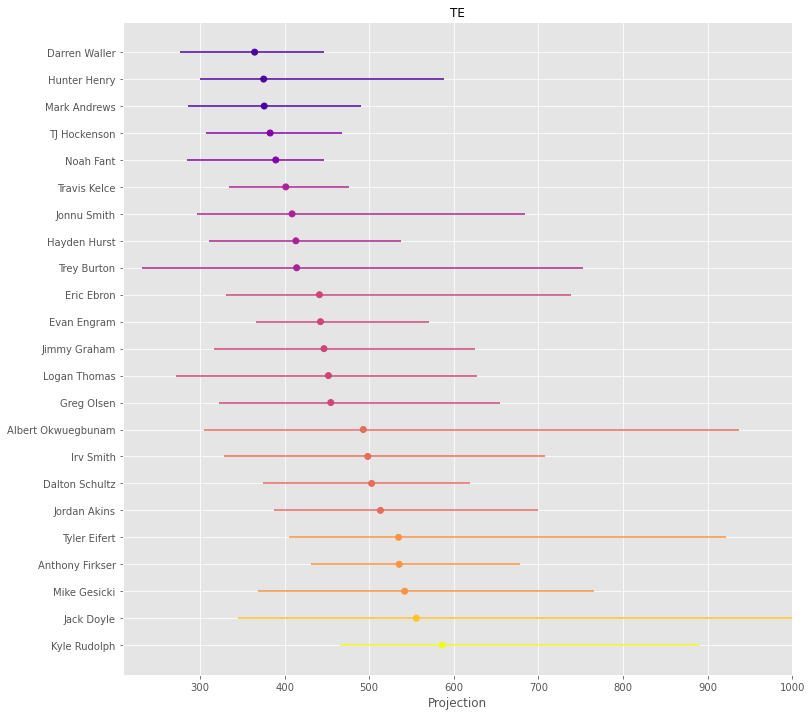 TE
Darren Waller
Hunter Henry
Mark Andrews
TJ Hockenson
Noah Fant
Travis Kelce
Jonnu Smith
Hayden Hurst
Trey Burton
Eric Ebron
Evan Engram
Jimmy Graham
Logan Thomas
Greg Olsen
Albert Okwuegbunam
Irv Smith
Dalton Schultz
Jordan Akins
Tyler Eifert
Anthony Firkser
Mike Gesicki
Jack Doyle
Kyle Rudolph
300 400 500 600 700 800 900 1000
Projection